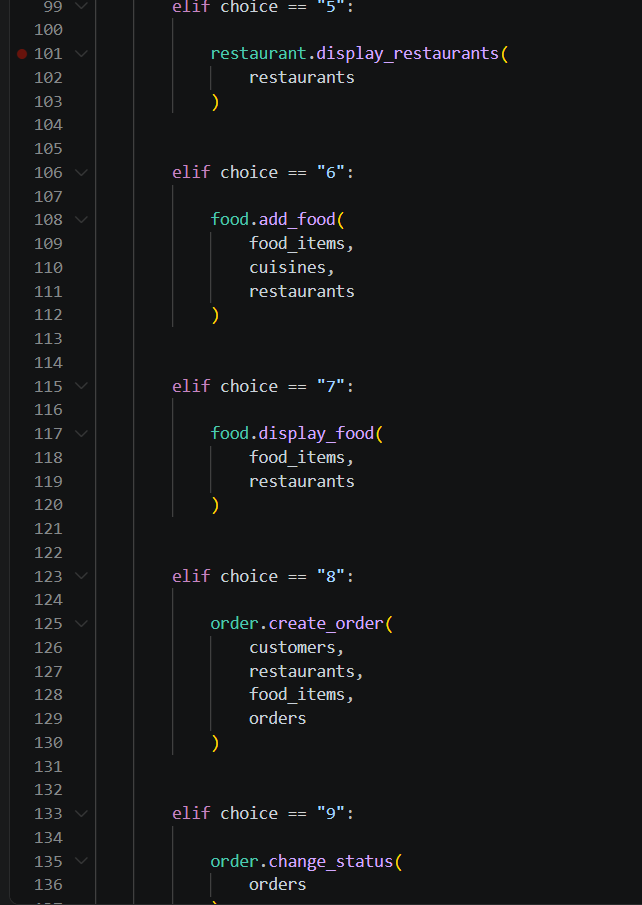 99 elif choice == "5":
100
101 restaurant.display_restaurants(
102 restaurants
103 )
104
105
106 elif choice == "6":
107
108 food.add_food(
109 food_items,
110 cuisines,
111 restaurants
112 )
113
114
115 elif choice == "7":
116
117 food.display_food(
118 food_items,
119 restaurants
120 )
121
122
123 elif choice == "8":
124
125 order.create_order(
126 customers,
127 restaurants,
128 food_items,
129 orders
130 )
131
132
133 elif choice == "9":
134
135 order.change_status(
136 orders